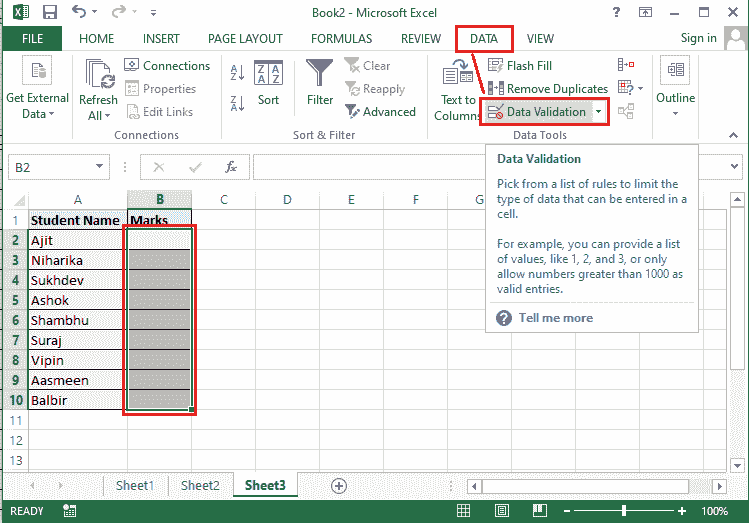 Book2 - Microsoft Excel
FILE HOME INSERT PAGE LAYOUT FORMULAS REVIEW DATA VIEW Sign in
Get External Data
Refresh All
Connections
Properties
Edit Links
Connections
Sort
Filter
Clear
Reapply
Advanced
Sort & Filter
Text to Columns
Flash Fill
Remove Duplicates
Data Validation
Data Tools
Outline
B2 fx
Data Validation
Pick from a list of rules to limit the
type of data that can be entered in a
cell.
For example, you can provide a list
of values, like 1, 2, and 3, or only
allow numbers greater than 1000 as
valid entries.
Tell me more
A B C D E F G
1 Student Name Marks
2 Ajit
3 Niharika
4 Sukhdev
5 Ashok
6 Shambhu
7 Suraj
8 Vipin
9 Aasmeen
10 Balbir
11
12
13
Sheet1 Sheet2 Sheet3
READY 100%